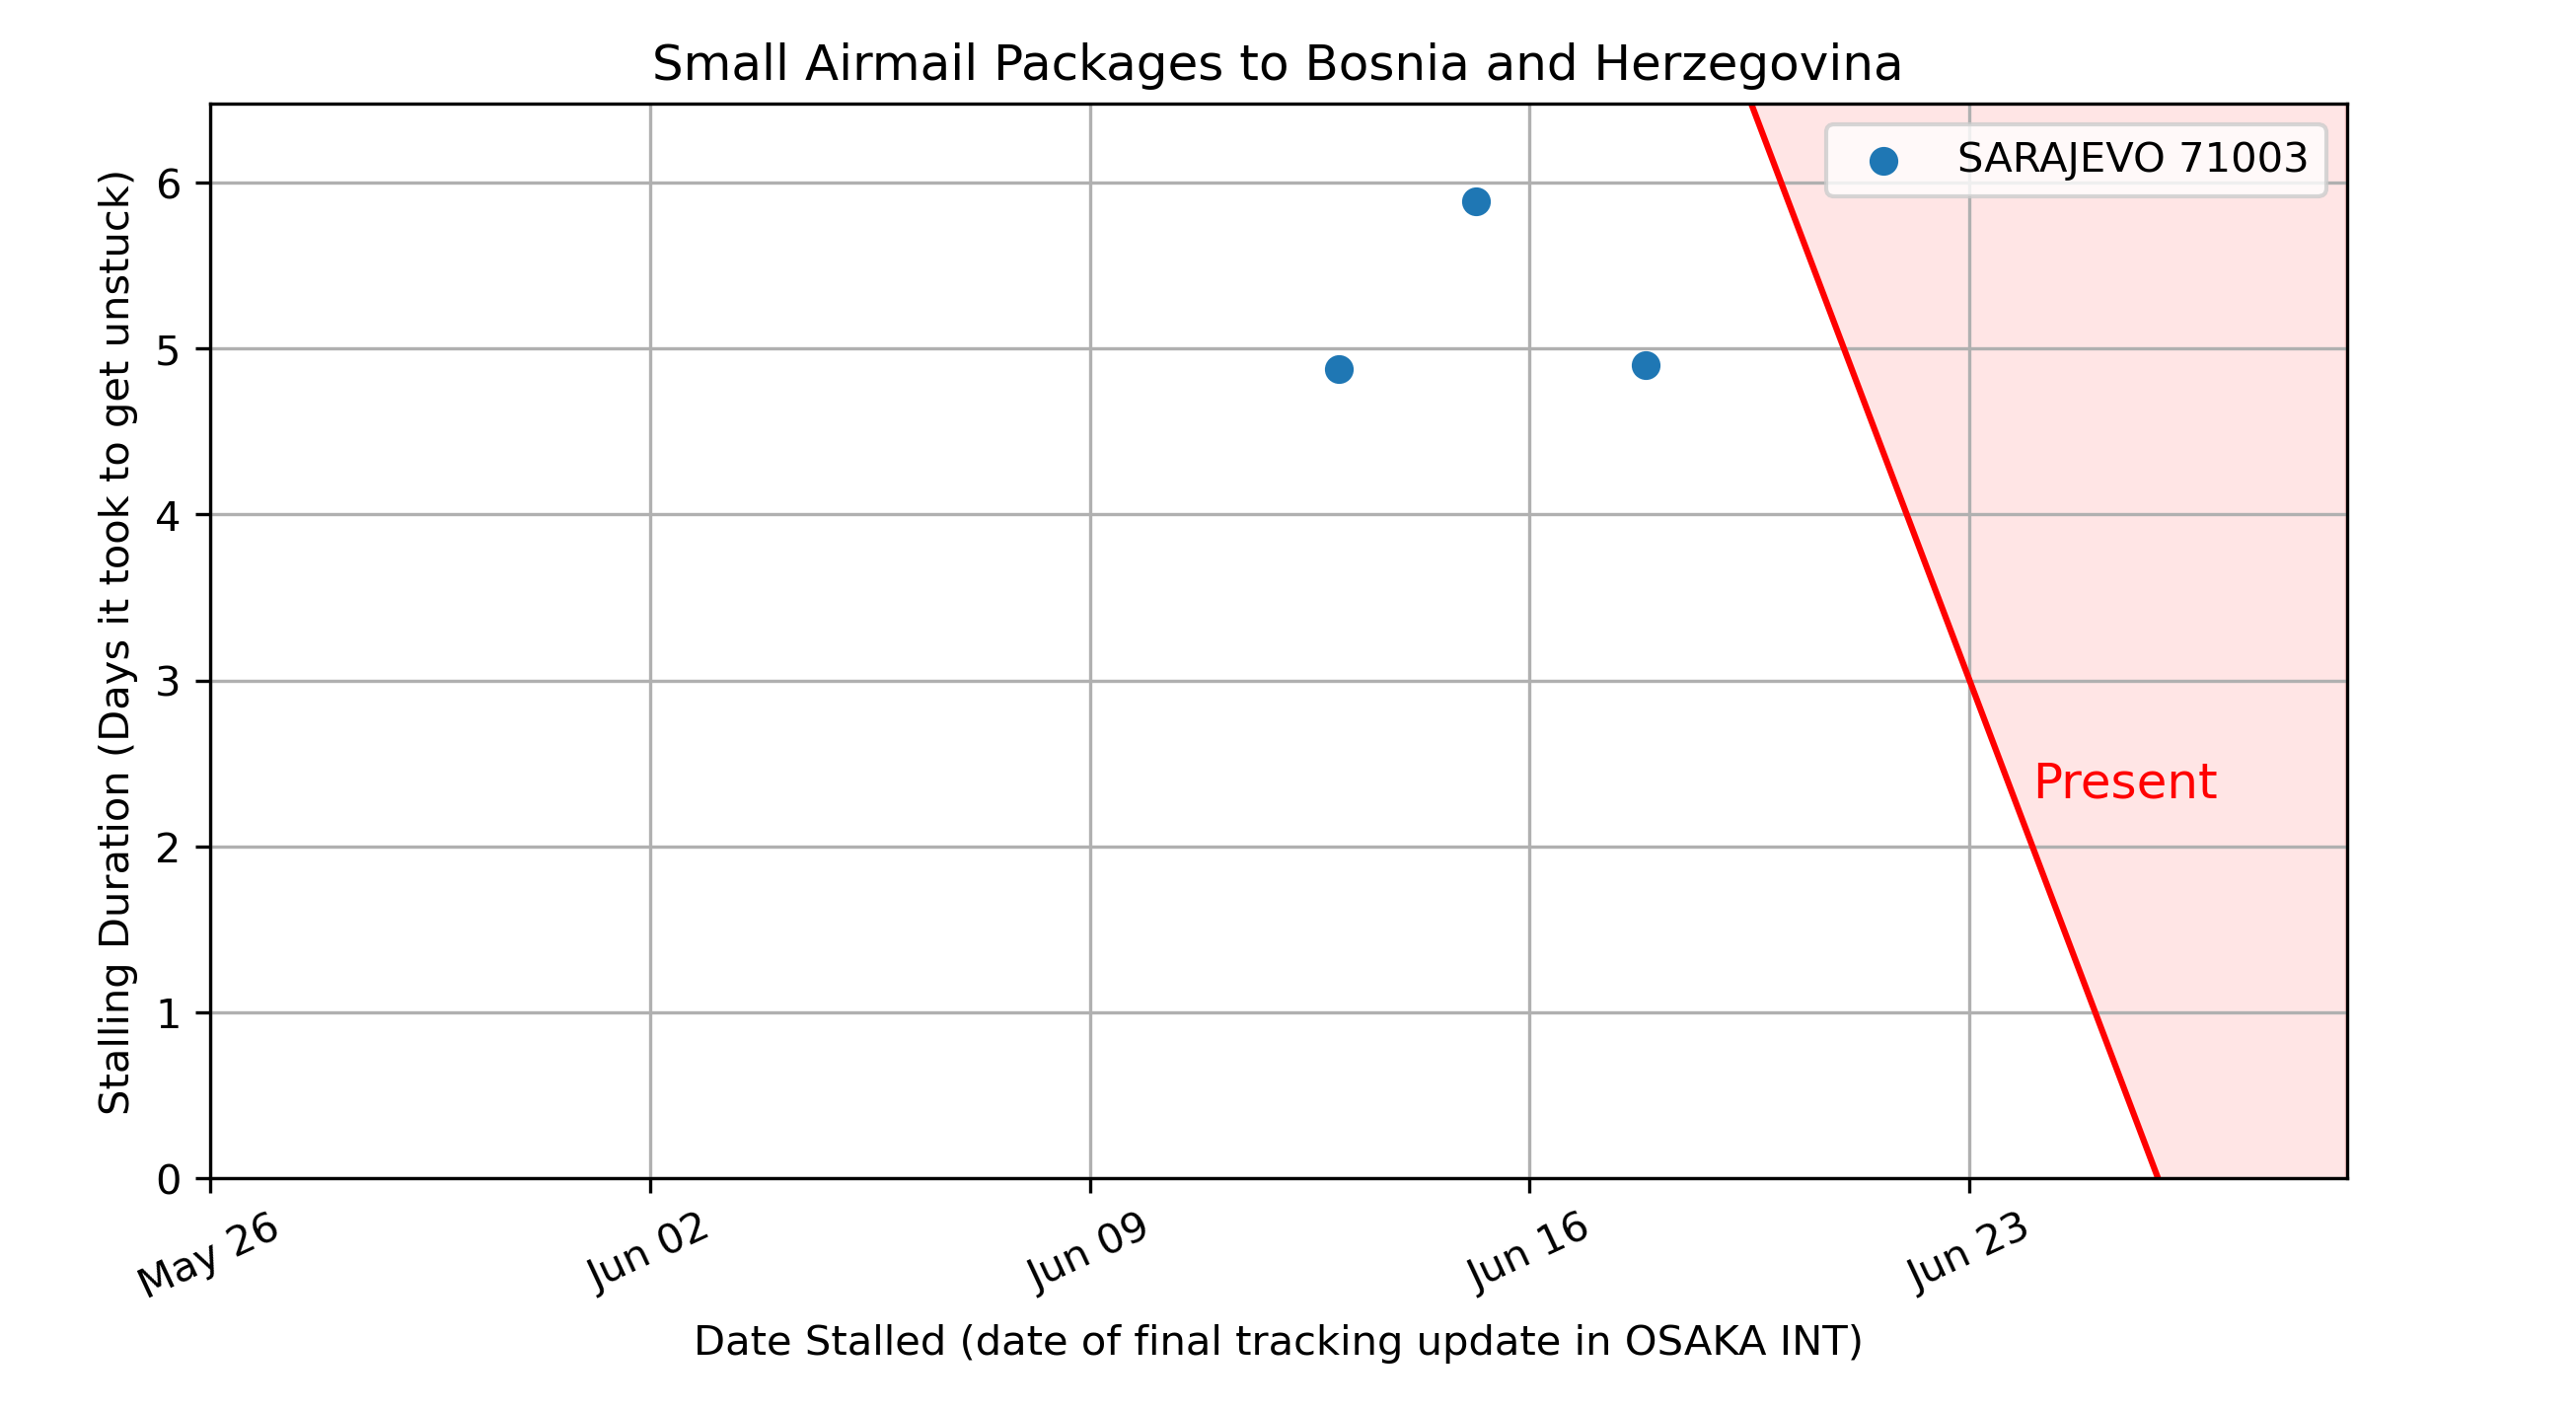 Small Airmail Packages to Bosnia and Herzegovina
SARAJEVO 71003
Stalling Duration (Days it took to get unstuck)
6
5
4
3
2
1
0
Present
May 26
Jun 02
Jun 09
Jun 16
Jun 23
Date Stalled (date of final tracking update in OSAKA INT)